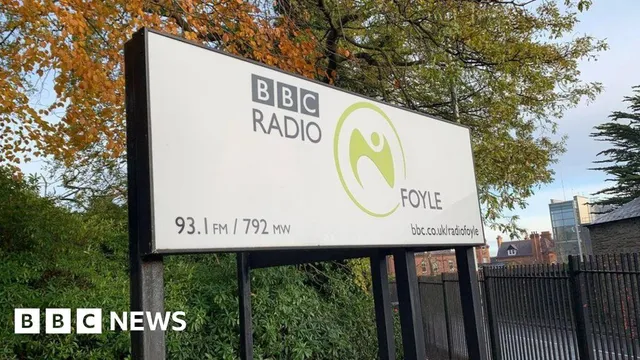 BBC
RADIO
FOYLE
93.1 FM / 792 MW
bbc.co.uk/radiofoyle
BBC NEWS